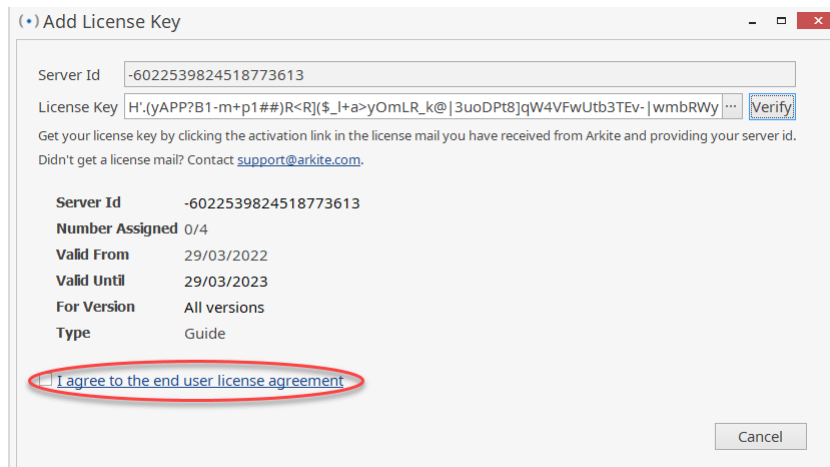 (•) Add License Key
Server Id -6022539824518773613
License Key H'.(yAPP?B1-m+p1##)R<R]($_l+a>yOmLR_k@|3uoDPt8]qW4VFwUtb3TEv-|wmbRWy ... Verify
Get your license key by clicking the activation link in the license mail you have received from Arkite and providing your server id.
Didn't get a license mail? Contact support@arkite.com.
Server Id -6022539824518773613
Number Assigned 0/4
Valid From 29/03/2022
Valid Until 29/03/2023
For Version All versions
Type Guide
I agree to the end user license agreement
Cancel